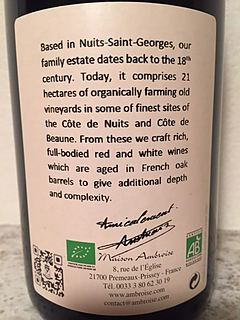 Based in Nuits-Saint-Georges, our
family estate dates back to the 18th
century. Today, it comprises 21
hectares of organically farming old
vineyards in some of finest sites of
the Côte de Nuits and Côte de
Beaune. From these we craft rich,
full-bodied red and white wines
which are aged in French oak
barrels to give additional depth
and complexity.
Amicalement
Maison Ambroise
8, rue de l'Église
21700 Premeaux-Prissey - France
Tél. 0033 3 80 62 30 19
www.ambroise.com
contact@ambroise.com
AB